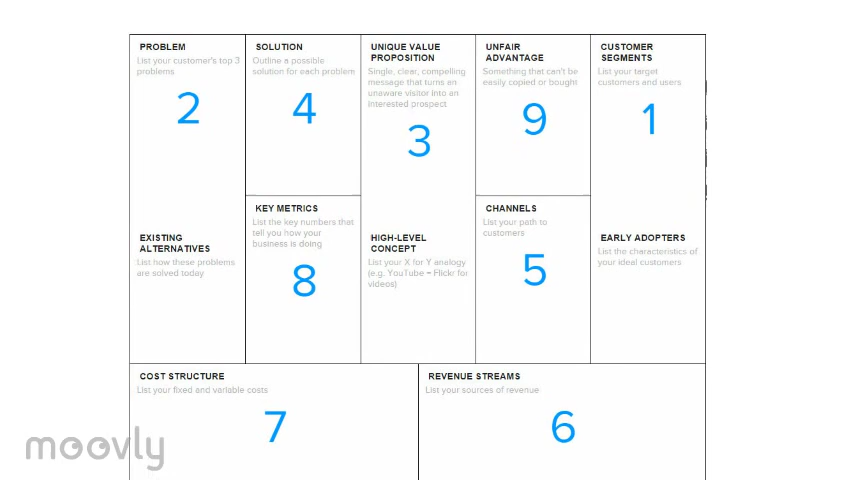 PROBLEM
List your customer's top 3
problems
2
EXISTING
ALTERNATIVES
List how these problems
are solved today
SOLUTION
Outline a possible
solution for each problem
4
KEY METRICS
List the key numbers that
tell you how your
business is doing
8
UNIQUE VALUE
PROPOSITION
Single, clear, compelling
message that turns an
unaware visitor into an
interested prospect
3
HIGH-LEVEL
CONCEPT
List your X for Y analogy
(e.g. YouTube = Flickr for
videos)
UNFAIR
ADVANTAGE
Something that can't be
easily copied or bought
9
CHANNELS
List your path to
customers
5
CUSTOMER
SEGMENTS
List your target
customers and users
1
EARLY ADOPTERS
List the characteristics of
your ideal customers
COST STRUCTURE
List your fixed and variable costs
7
REVENUE STREAMS
List your sources of revenue
6
moovly